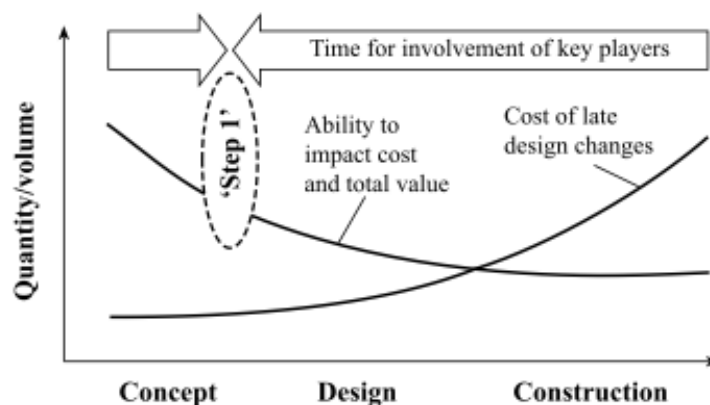 Time for involvement of key players
Quantity/volume
‘Step 1’
Ability to
impact cost
and total value
Cost of late
design changes
Concept
Design
Construction